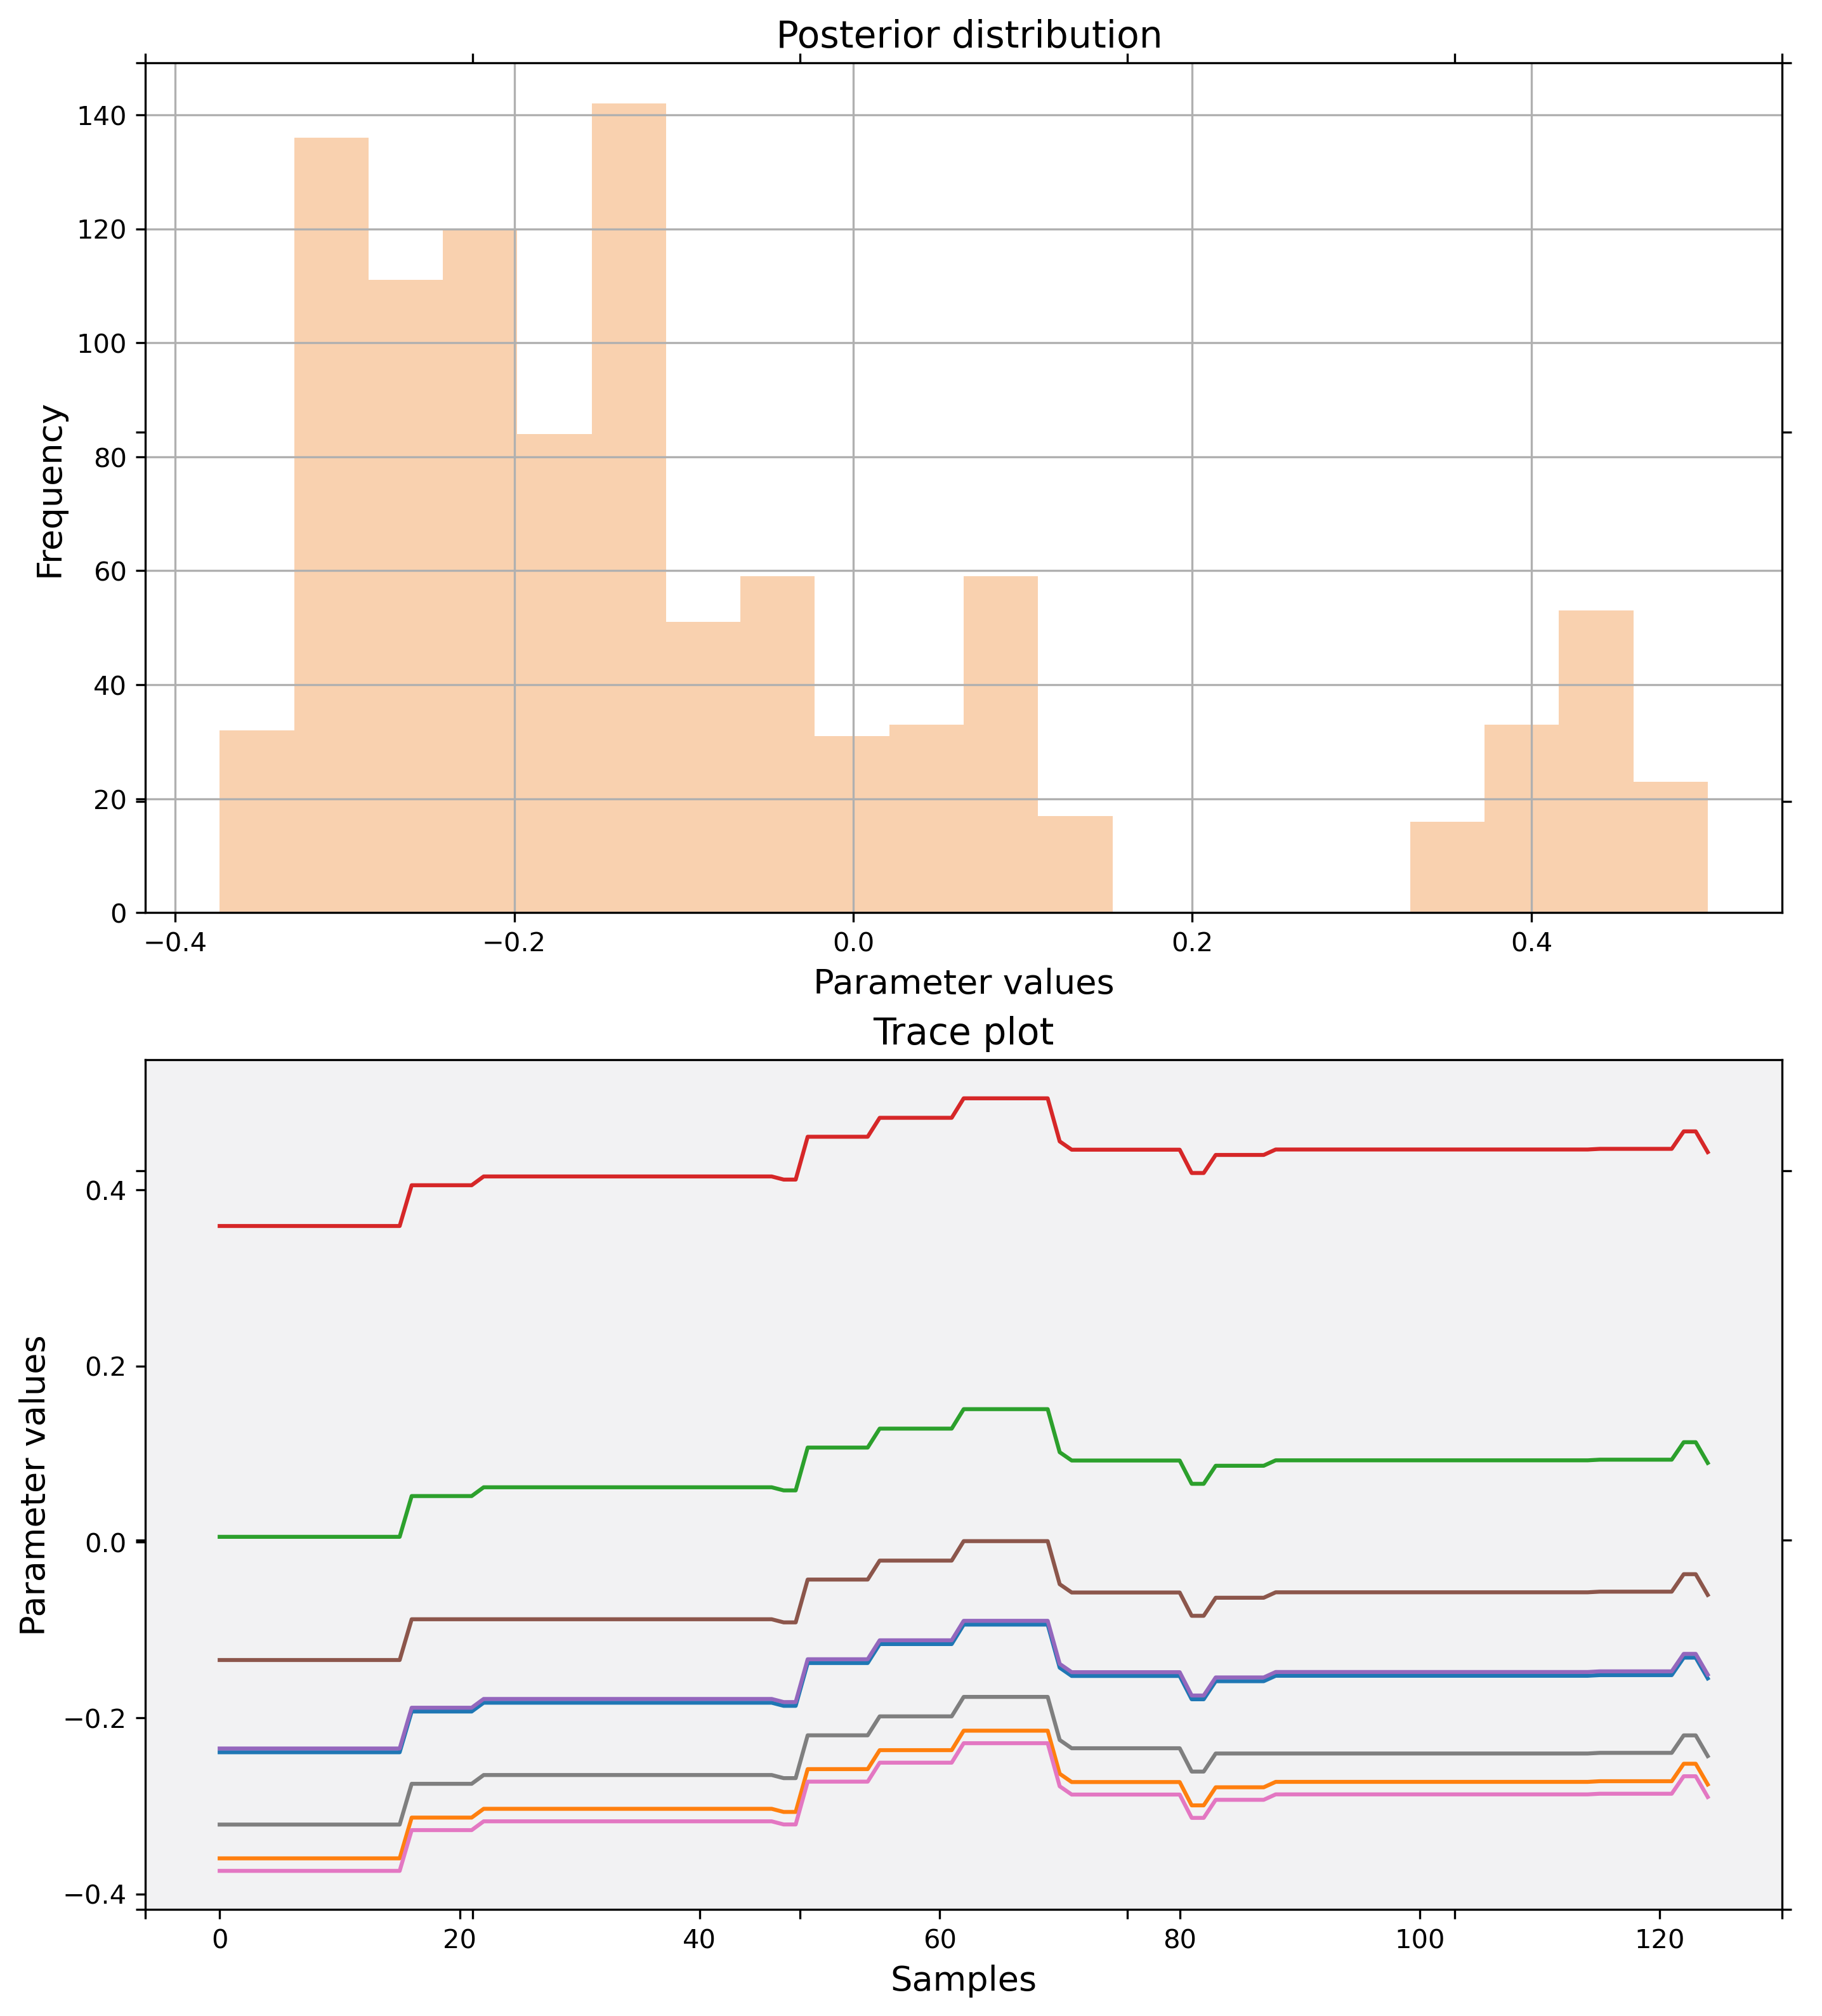 Posterior distribution
140
120
100
80
60
40
20
0
Frequency
−0.4 −0.2 0.0 0.2 0.4
Parameter values
Trace plot
0.4
0.2
0.0
−0.2
−0.4
Parameter values
0 20 40 60 80 100 120
Samples